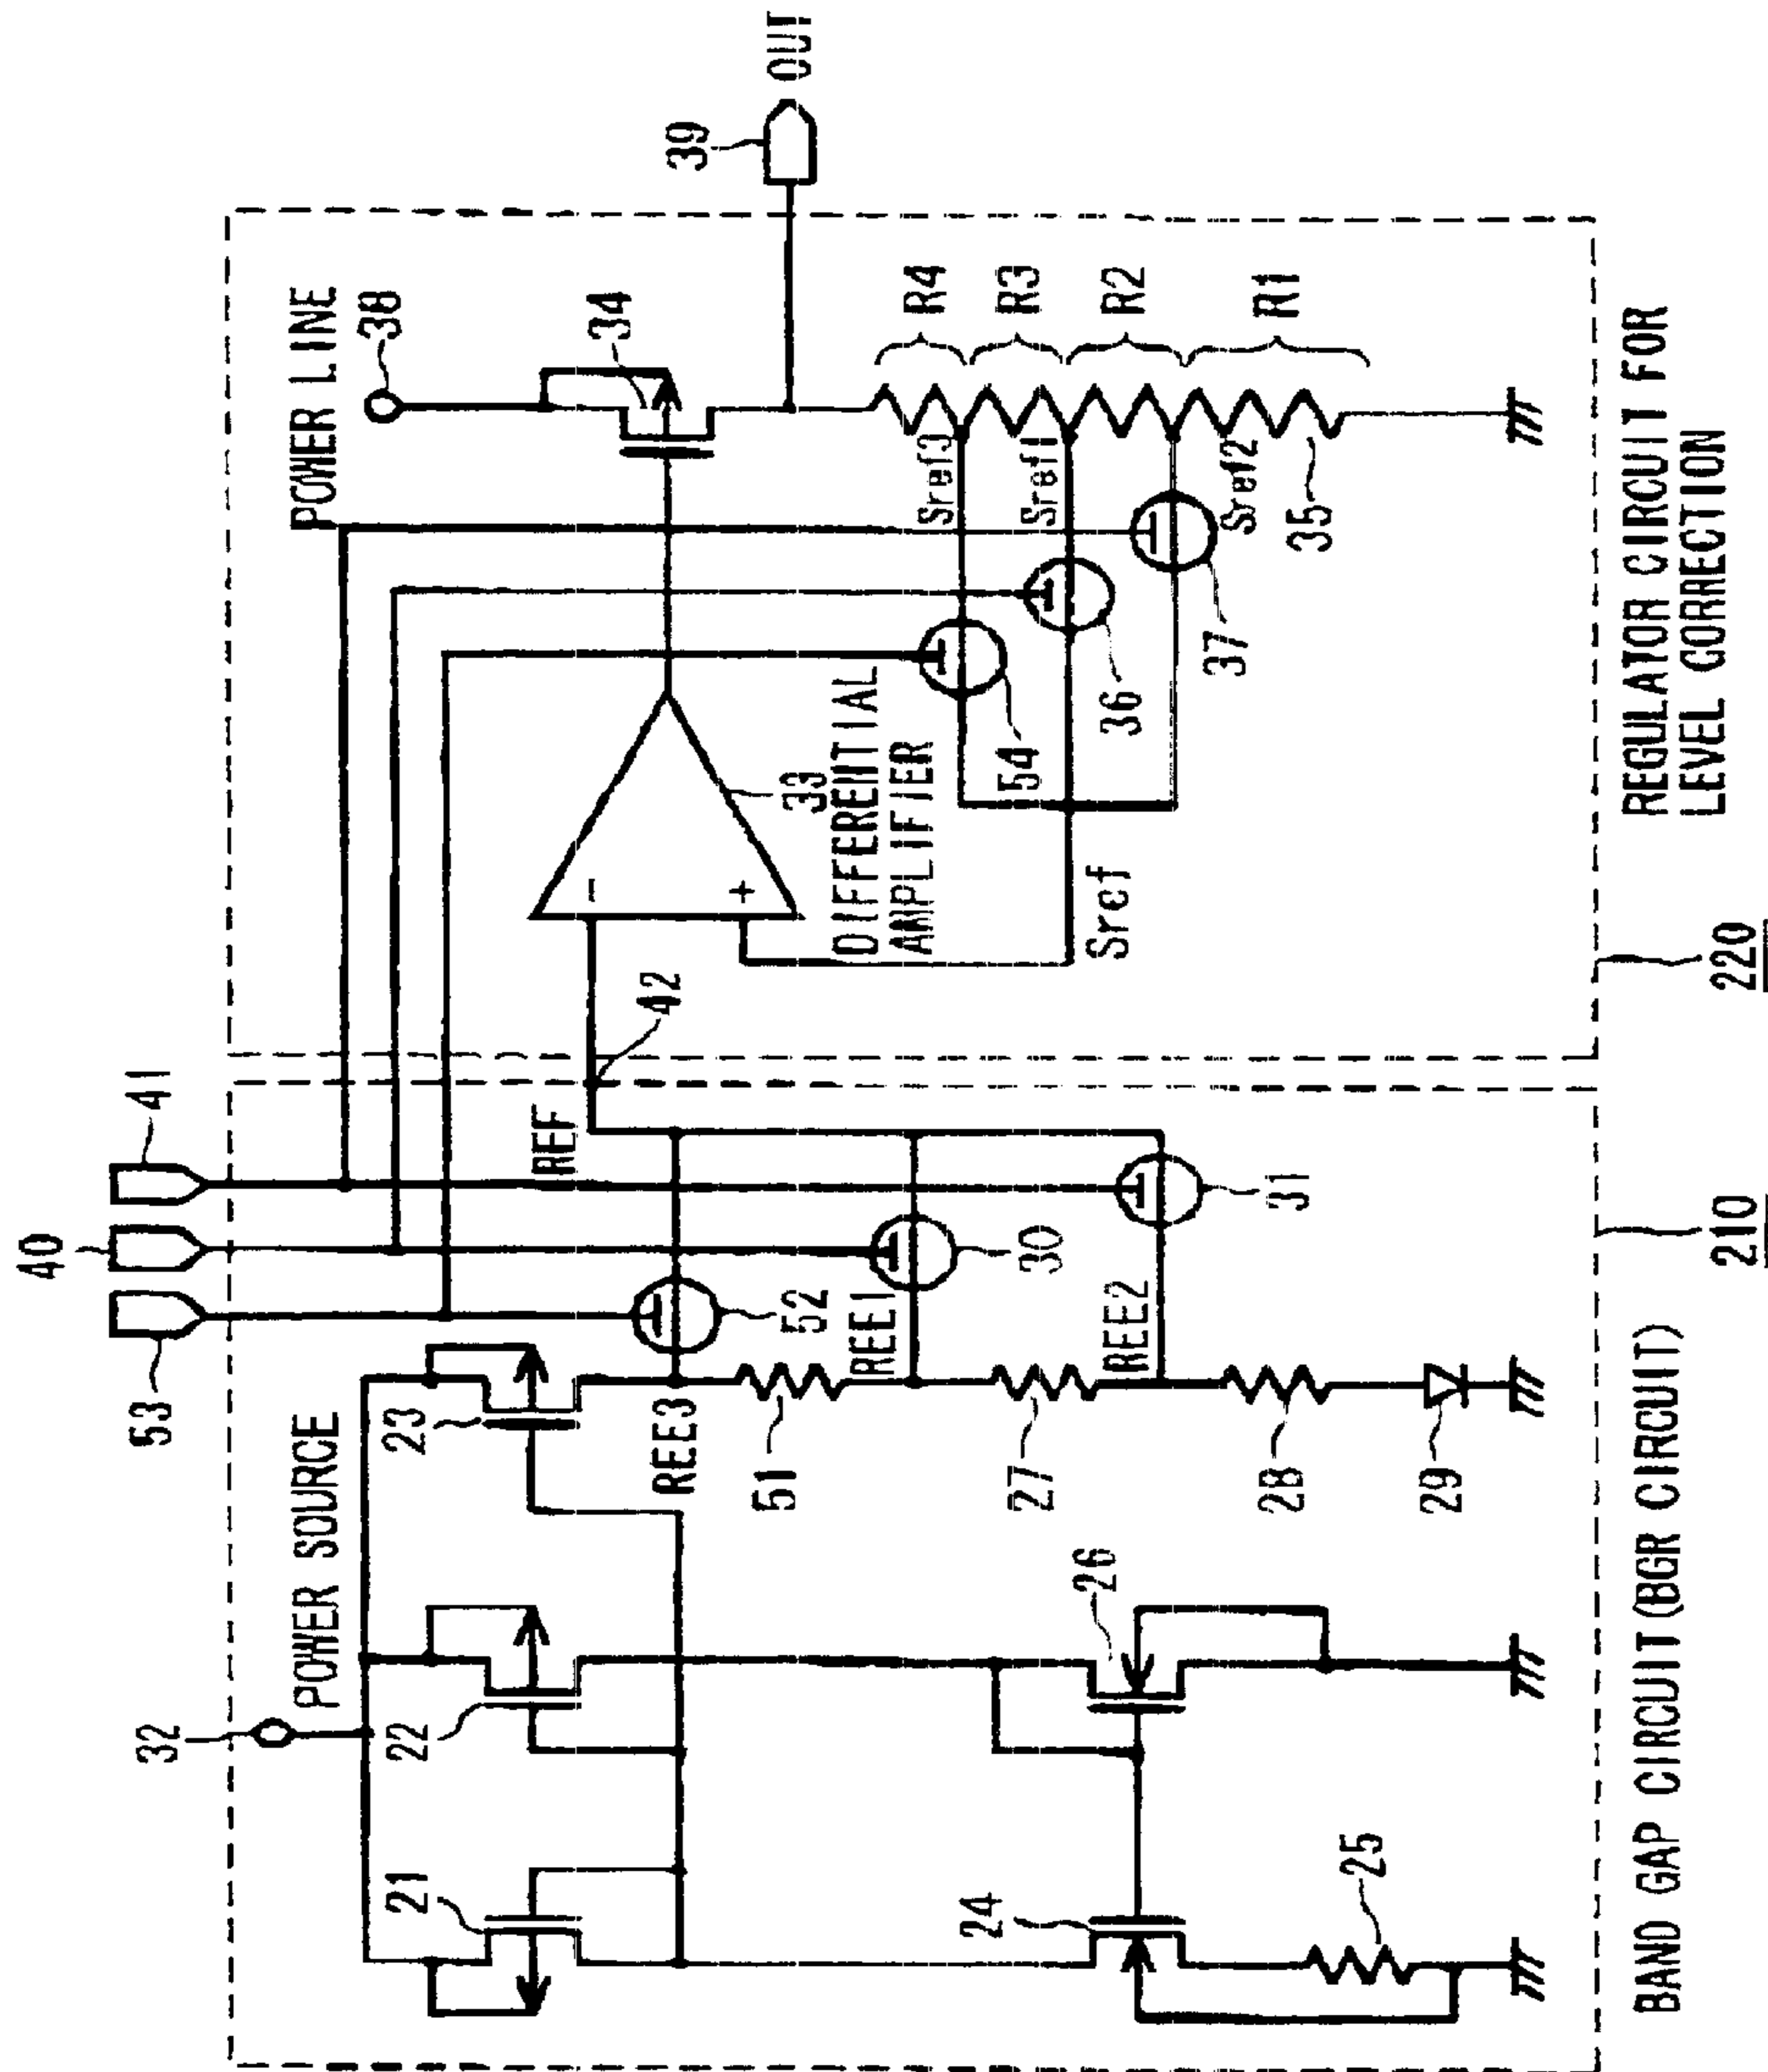 53
40
41
32
POWER SOURCE
21
22
23
REE3
52
REF
42
51
REE1
30
27
REE2
31
28
29
24
26
25
BAND GAP CIRCUIT(BGR CIRCUIT)
210
POWER LINE
38
34
39
OUT
-
+
33
DIFFERENTIAL
AMPLIFIER
Sref
54
36
37
Sref3
Sref1
Sref2
35
R4
R3
R2
R1
REGULATOR CIRCUIT FOR
LEVEL CORRECTION
220